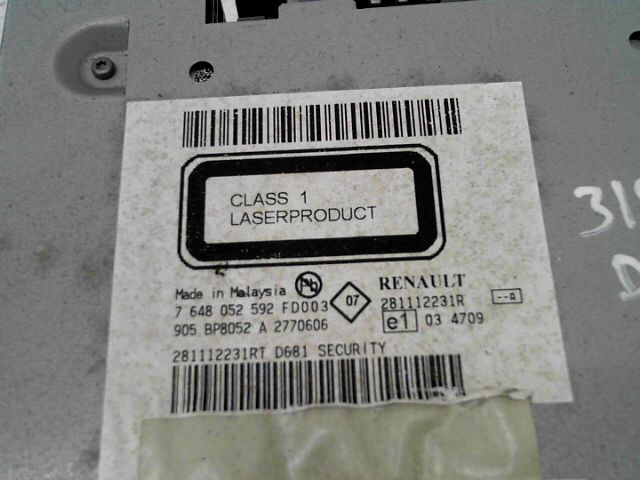 CLASS 1
LASERPRODUCT
Made in Malaysia Pb
7 648 052 592 FD003
905 BP8052 A 2770606
07
RENAULT
281112231R
e1 03 4709
281112231RT D681 SECURITY